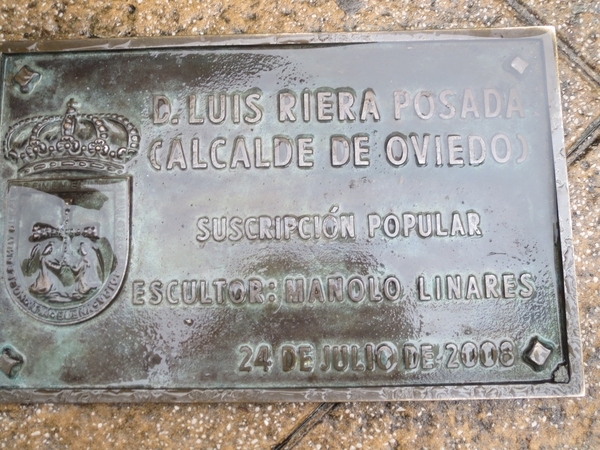 D. LUIS RIERA POSADA
(ALCALDE DE OVIEDO)
SUSCRIPCIÓN POPULAR
ESCULTOR: MANOLO LINARES
24 DE JULIO DE 2008